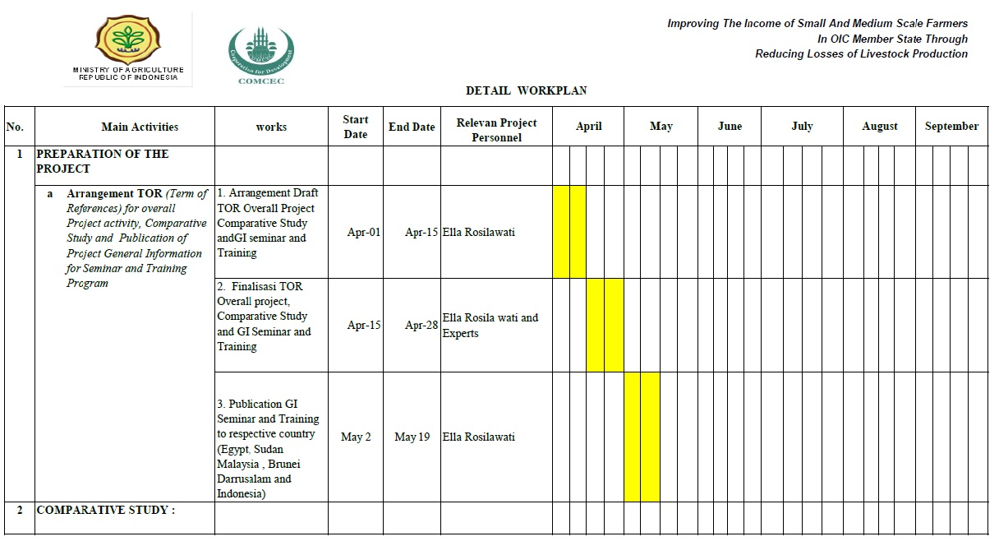 MINISTRY OF AGRICULTURE
REPUBLIC OF INDONESIA
Cooperation for Development
COMCEC
Improving The Income of Small And Medium Scale Farmers
In OIC Member State Through
Reducing Losses of Livestock Production
DETAIL WORKPLAN
No.
Main Activities
works
Start
Date
End Date
Relevan Project
Personnel
April
May
June
July
August
September
1
PREPARATION OF THE
PROJECT
a
Arrangement TOR (Term of
References) for overall
Project activity, Comparative
Study and Publication of
Project General Information
for Seminar and Training
Program
1. Arrangement Draft
TOR Overall Project
Comparative Study
andGI seminar and
Training
Apr-01
Apr-15
Ella Rosilawati
2. Finalisasi TOR
Overall project,
Comparative Study
and GI Seminar and
Training
Apr-15
Apr-28
Ella Rosila wati and
Experts
3. Publication GI
Seminar and Training
to respective country
(Egypt, Sudan
Malaysia , Brunei
Darrusalam and
Indonesia)
May 2
May 19
Ella Rosilawati
2
COMPARATIVE STUDY :